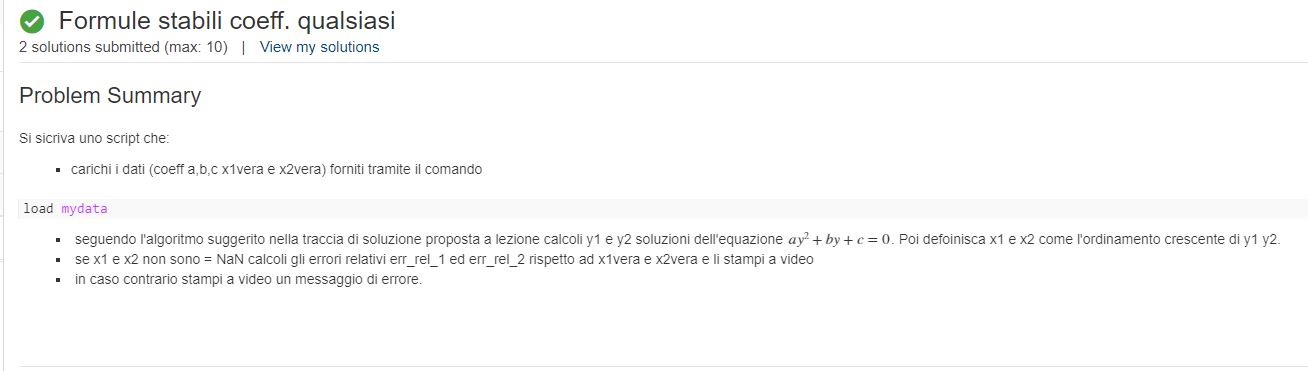 Formule stabili coeff. qualsiasi
2 solutions submitted (max: 10) | View my solutions
Problem Summary
Si sicriva uno script che:
▪ carichi i dati (coeff a,b,c x1vera e x2vera) forniti tramite il comando
load mydata
▪ seguendo l'algoritmo suggerito nella traccia di soluzione proposta a lezione calcoli y1 e y2 soluzioni dell'equazione ay² + by + c = 0. Poi defoinisca x1 e x2 come l'ordinamento crescente di y1 y2.
▪ se x1 e x2 non sono = NaN calcoli gli errori relativi err_rel_1 ed err_rel_2 rispetto ad x1vera e x2vera e li stampi a video
▪ in caso contrario stampi a video un messaggio di errore.